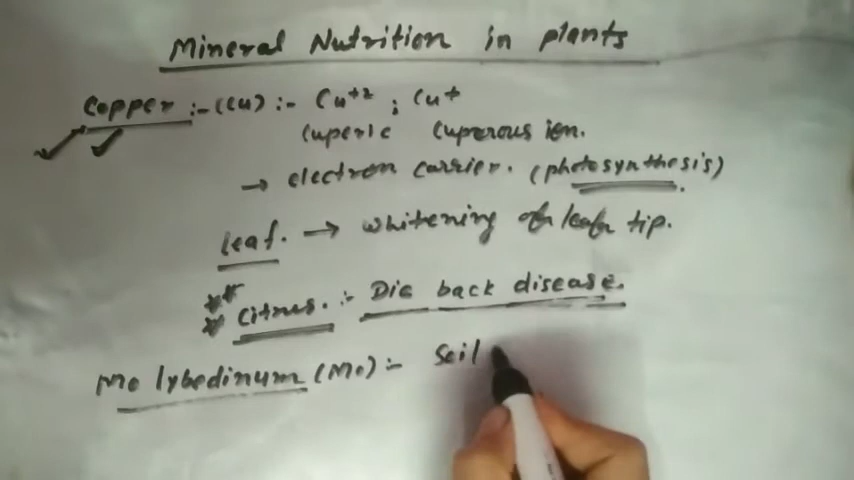 Mineral Nutrition in plants
Copper :- (Cu) :- Cu+2 ; Cu+
Cuperic Cuperous ion.
→ electron carrier. (photosynthesis).
Leaf. → whitening of leaf tip.
Citrus. :- Die back disease.
Molybedinum (Mo) :- Soil